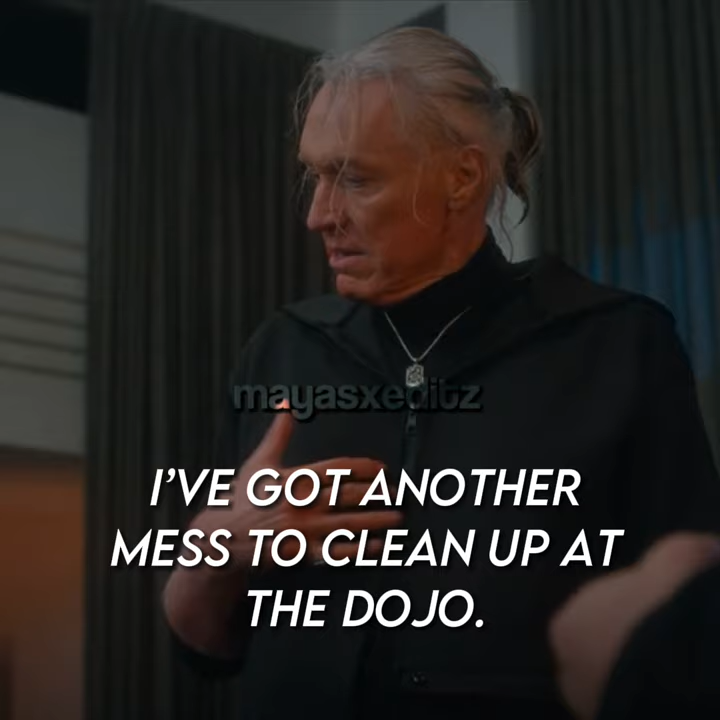 mayasxeditz
I'VE GOT ANOTHER
MESS TO CLEAN UP AT
THE DOJO.